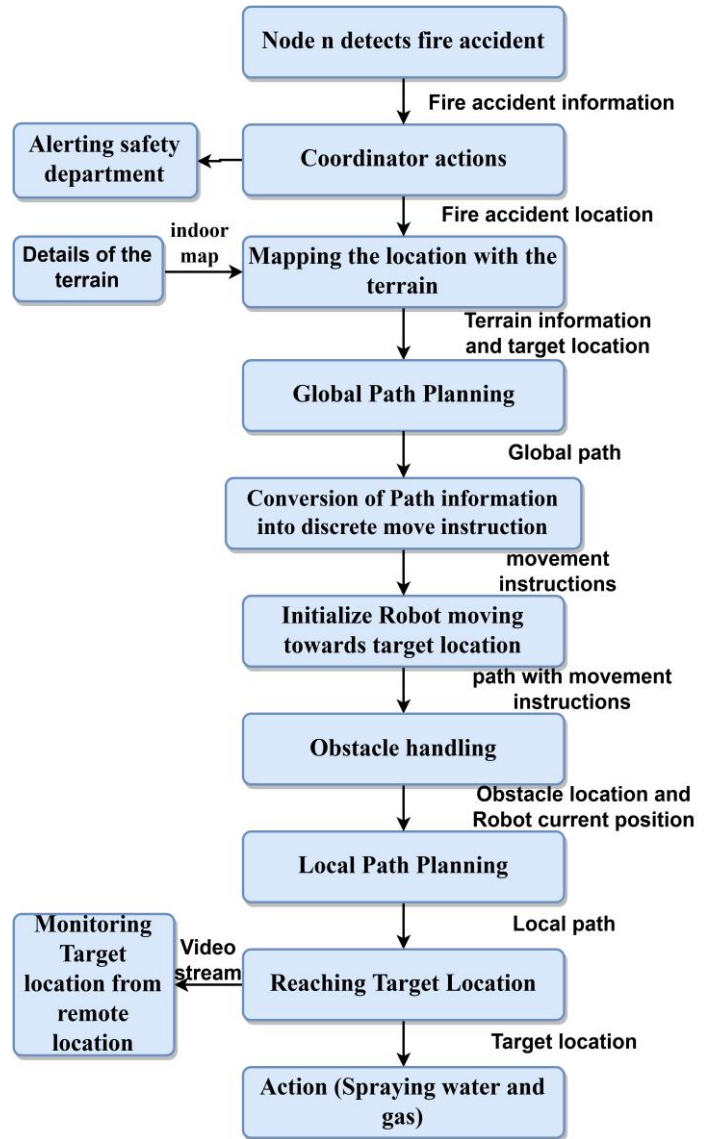 Node n detects fire accident
Fire accident information
Alerting safety
department
Coordinator actions
Fire accident location
Details of the
terrain
indoor
map
Mapping the location with the
terrain
Terrain information
and target location
Global Path Planning
Global path
Conversion of Path information
into discrete move instruction
movement
instructions
Initialize Robot moving
towards target location
path with movement
instructions
Obstacle handling
Obstacle location and
Robot current position
Local Path Planning
Local path
Monitoring
Target
location from
remote
location
Video
stream
Reaching Target Location
Target location
Action (Spraying water and
gas)